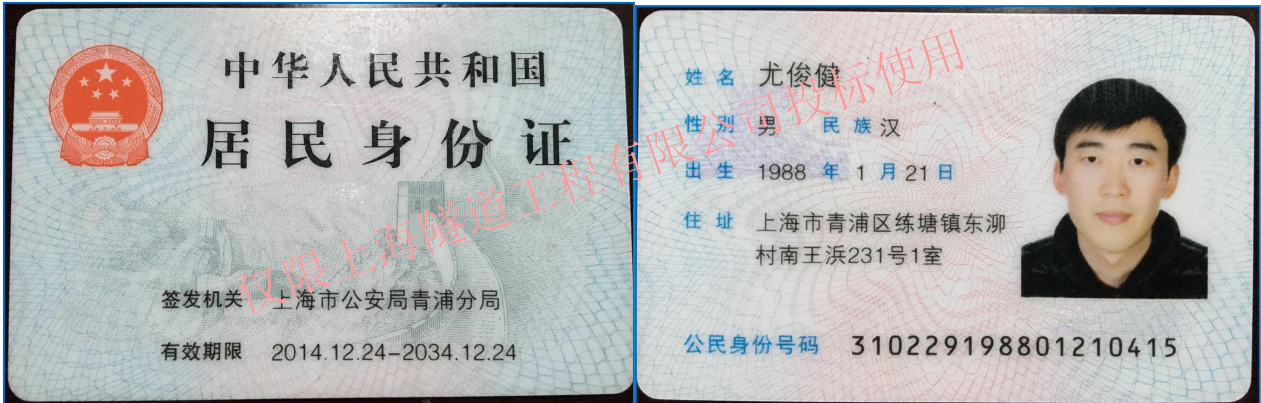 中华人民共和国
居民身份证
签发机关 上海市公安局青浦分局
有效期限 2014.12.24-2034.12.24
姓名 尤俊健
性别 男 民族 汉
出生 1988 年 1 月 21 日
住址 上海市青浦区练塘镇东泖
村南王浜231号1室
公民身份号码 310229198801210415
仅限上海隧道工程有限公司投标使用